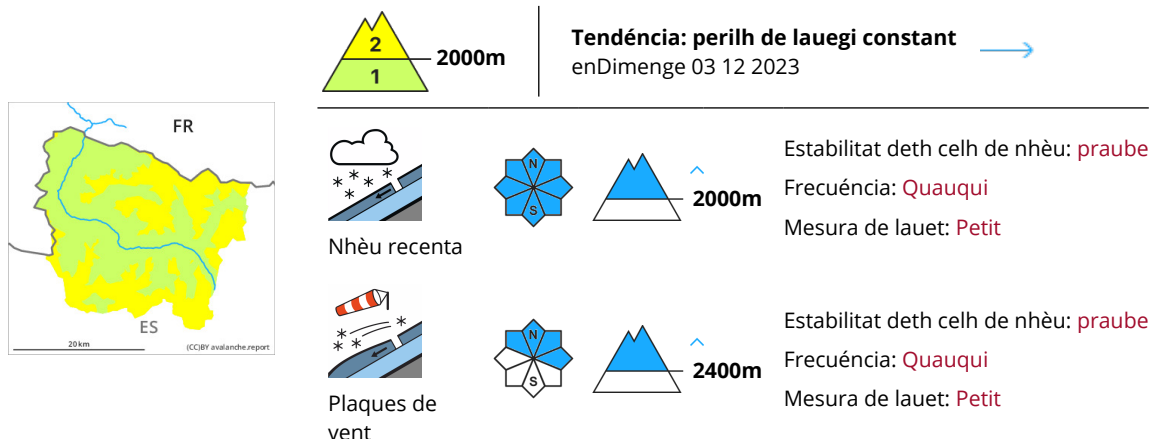 2
1
2000m
Tendéncia: perilh de lauegi constant
enDimenge 03 12 2023
FR
ES
20 km
(CC)BY avalanche.report
Nhèu recenta
N
S
2000m
Estabilitat deth celh de nhèu: praube
Frecuéncia: Quauqui
Mesura de lauet: Petit
Plaques de
vent
N
S
2400m
Estabilitat deth celh de nhèu: praube
Frecuéncia: Quauqui
Mesura de lauet: Petit